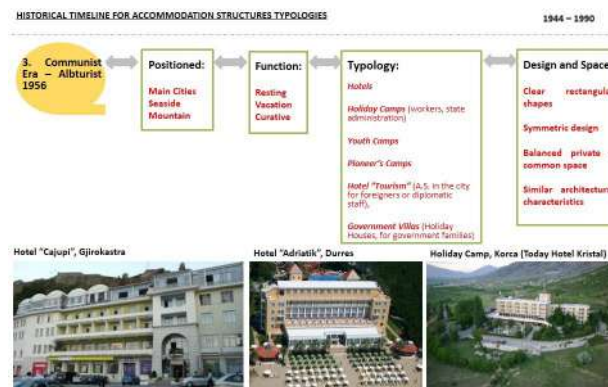 HISTORICAL TIMELINE FOR ACCOMMODATION STRUCTURES TYPOLOGIES
1944 – 1990
3. Communist
Era – Albturist
1956
Positioned:
Main Cities
Seaside
Mountain
Function:
Resting
Vacation
Curative
Typology:
Hotels
Holiday Camps (workers, state
administration)
Youth Camps
Pioneer's Camps
Hotel "Tourism" (A.S. in the city
for foreigners or diplomatic
staff),
Government Villas (Holiday
Houses, for government families)
Design and Space
Clear rectangula
shapes
Symmetric design
Balanced private
common space
Similar architectur
characteristics
Hotel "Cajupi", Gjirokastra
Hotel "Adriatik", Durres
Holiday Camp, Korca (Today Hotel Kristal)